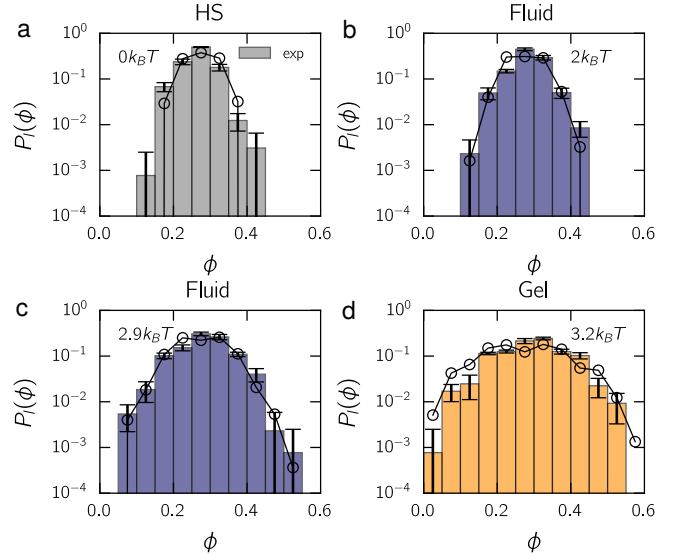 HS
Fluid
a
b
10^0
10^-1
10^-2
10^-3
10^-4
P_l(ϕ)
0k_BT
exp
0.0 0.2 0.4 0.6
ϕ
10^0
10^-1
10^-2
10^-3
10^-4
P_l(ϕ)
2k_BT
0.0 0.2 0.4 0.6
ϕ
Fluid
Gel
c
d
10^0
10^-1
10^-2
10^-3
10^-4
P_l(ϕ)
2.9k_BT
0.0 0.2 0.4 0.6
ϕ
10^0
10^-1
10^-2
10^-3
10^-4
P_l(ϕ)
3.2k_BT
0.0 0.2 0.4 0.6
ϕ